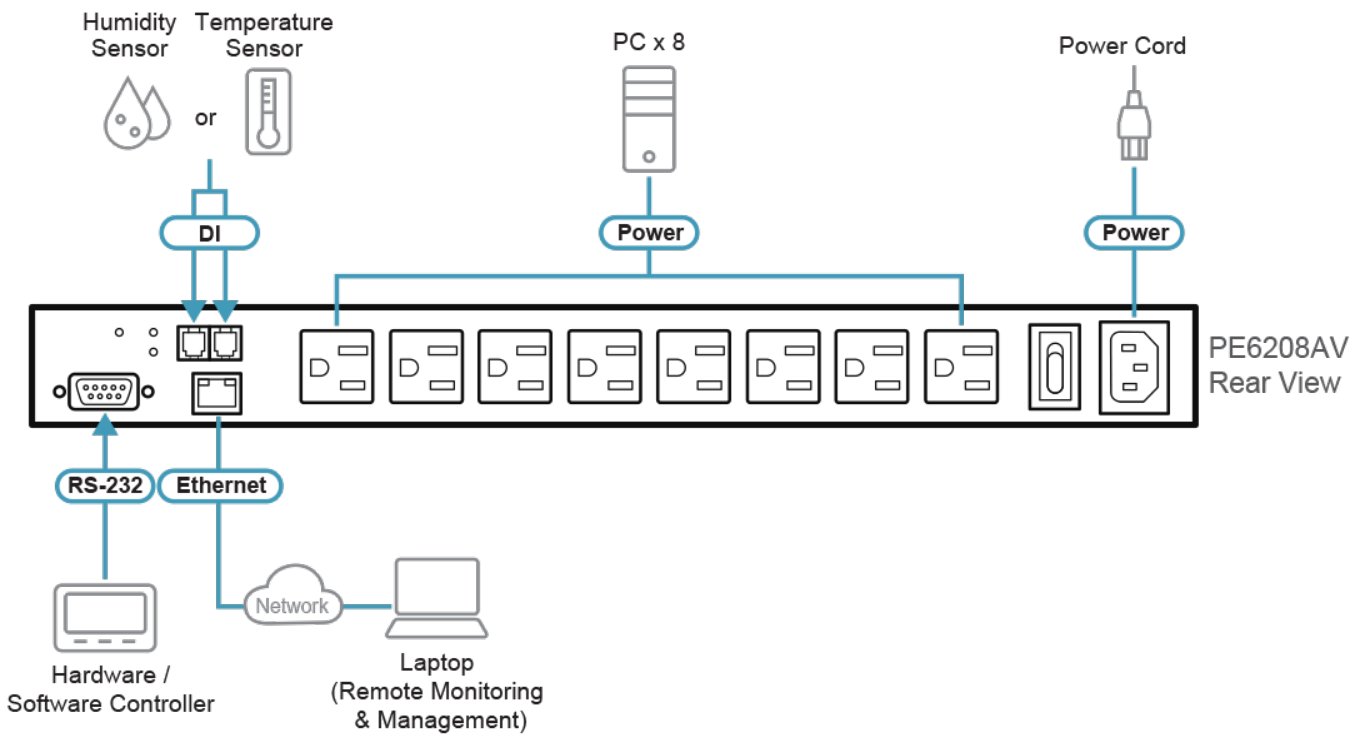 Humidity
Sensor
Temperature
Sensor
or
PC x 8
Power Cord
DI
Power
Power
PE6208AV
Rear View
RS-232
Ethernet
Network
Hardware /
Software Controller
Laptop
(Remote Monitoring
& Management)